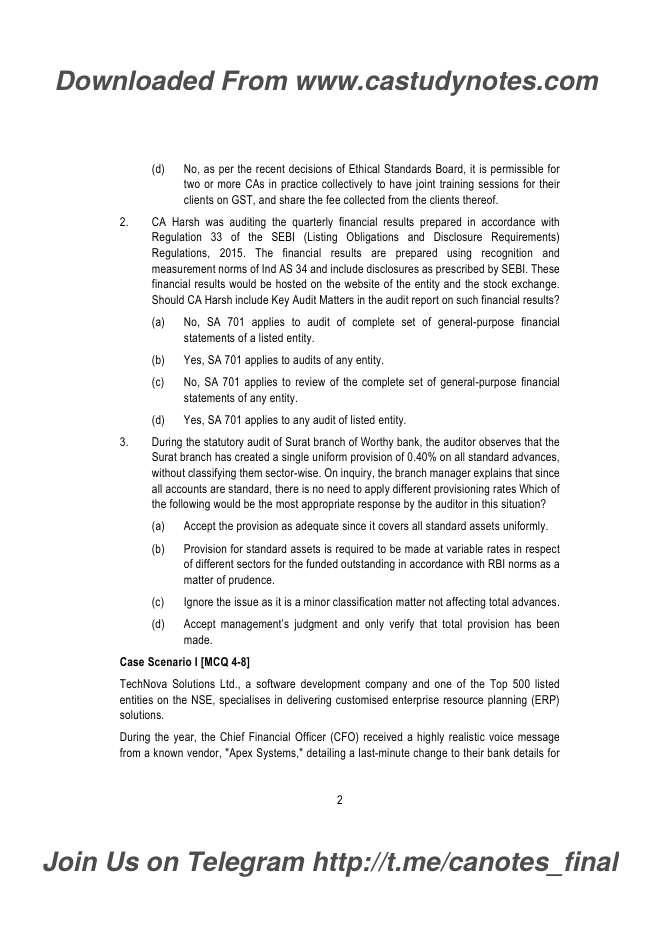 Downloaded From www.castudynotes.com
(d) No, as per the recent decisions of Ethical Standards Board, it is permissible for
two or more CAs in practice collectively to have joint training sessions for their
clients on GST, and share the fee collected from the clients thereof.
2. CA Harsh was auditing the quarterly financial results prepared in accordance with
Regulation 33 of the SEBI (Listing Obligations and Disclosure Requirements)
Regulations, 2015. The financial results are prepared using recognition and
measurement norms of Ind AS 34 and include disclosures as prescribed by SEBI. These
financial results would be hosted on the website of the entity and the stock exchange.
Should CA Harsh include Key Audit Matters in the audit report on such financial results?
(a) No, SA 701 applies to audit of complete set of general-purpose financial
statements of a listed entity.
(b) Yes, SA 701 applies to audits of any entity.
(c) No, SA 701 applies to review of the complete set of general-purpose financial
statements of any entity.
(d) Yes, SA 701 applies to any audit of listed entity.
3. During the statutory audit of Surat branch of Worthy bank, the auditor observes that the
Surat branch has created a single uniform provision of 0.40% on all standard advances,
without classifying them sector-wise. On inquiry, the branch manager explains that since
all accounts are standard, there is no need to apply different provisioning rates Which of
the following would be the most appropriate response by the auditor in this situation?
(a) Accept the provision as adequate since it covers all standard assets uniformly.
(b) Provision for standard assets is required to be made at variable rates in respect
of different sectors for the funded outstanding in accordance with RBI norms as a
matter of prudence.
(c) Ignore the issue as it is a minor classification matter not affecting total advances.
(d) Accept management's judgment and only verify that total provision has been
made.
Case Scenario I [MCQ 4-8]
TechNova Solutions Ltd., a software development company and one of the Top 500 listed
entities on the NSE, specialises in delivering customised enterprise resource planning (ERP)
solutions.
During the year, the Chief Financial Officer (CFO) received a highly realistic voice message
from a known vendor, "Apex Systems," detailing a last-minute change to their bank details for
2
Join Us on Telegram http://t.me/canotes_final